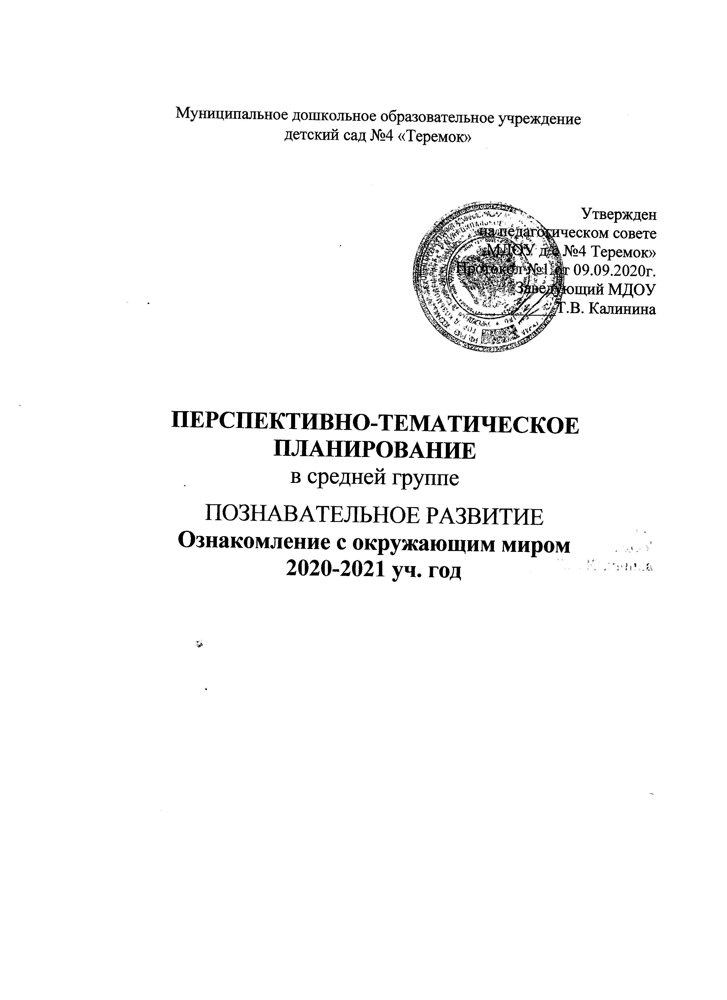 Муниципальное дошкольное образовательное учреждение
детский сад №4 «Теремок»
Утвержден
на педагогическом совете
МДОУ д/с №4 Теремок»
Протокол №1 от 09.09.2020г.
Заведующий МДОУ
Т.В. Калинина
ПЕРСПЕКТИВНО-ТЕМАТИЧЕСКОЕ
ПЛАНИРОВАНИЕ
в средней группе
ПОЗНАВАТЕЛЬНОЕ РАЗВИТИЕ
Ознакомление с окружающим миром
2020-2021 уч. год